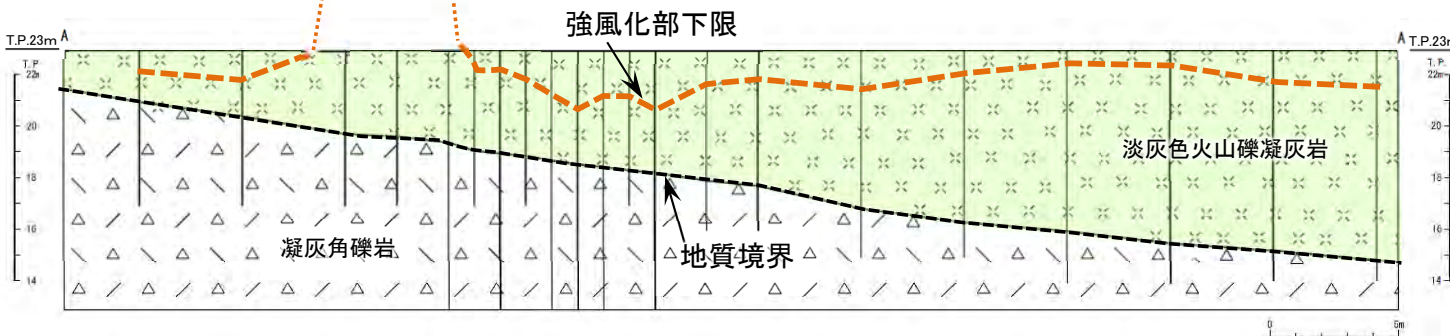 強風化部下限
T.P.23m A
A T.P.23m
T.P.
22m
20
18
16
14
T.P.
22m
20
18
16
14
淡灰色火山礫凝灰岩
凝灰角礫岩
地質境界
0 5m